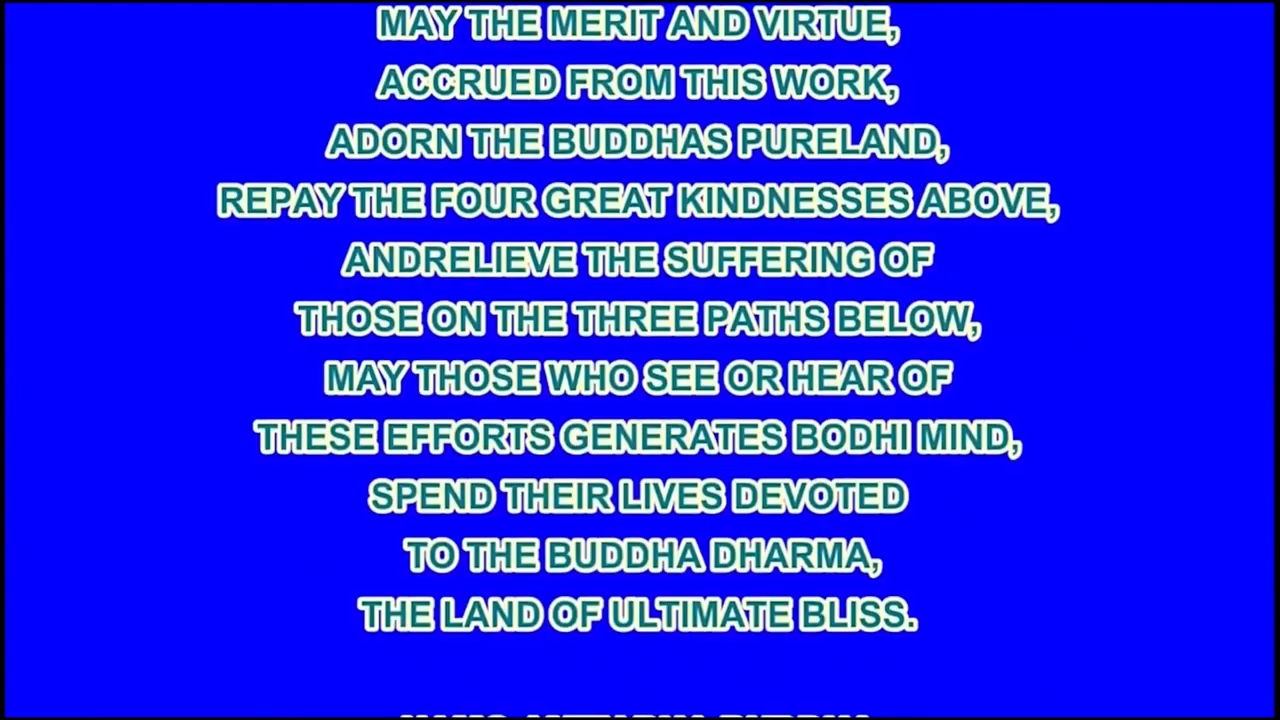 MAY THE MERIT AND VIRTUE,
ACCRUED FROM THIS WORK,
ADORN THE BUDDHAS PURELAND,
REPAY THE FOUR GREAT KINDNESSES ABOVE,
ANDRELIEVE THE SUFFERING OF
THOSE ON THE THREE PATHS BELOW,
MAY THOSE WHO SEE OR HEAR OF
THESE EFFORTS GENERATES BODHI MIND,
SPEND THEIR LIVES DEVOTED
TO THE BUDDHA DHARMA,
THE LAND OF ULTIMATE BLISS.